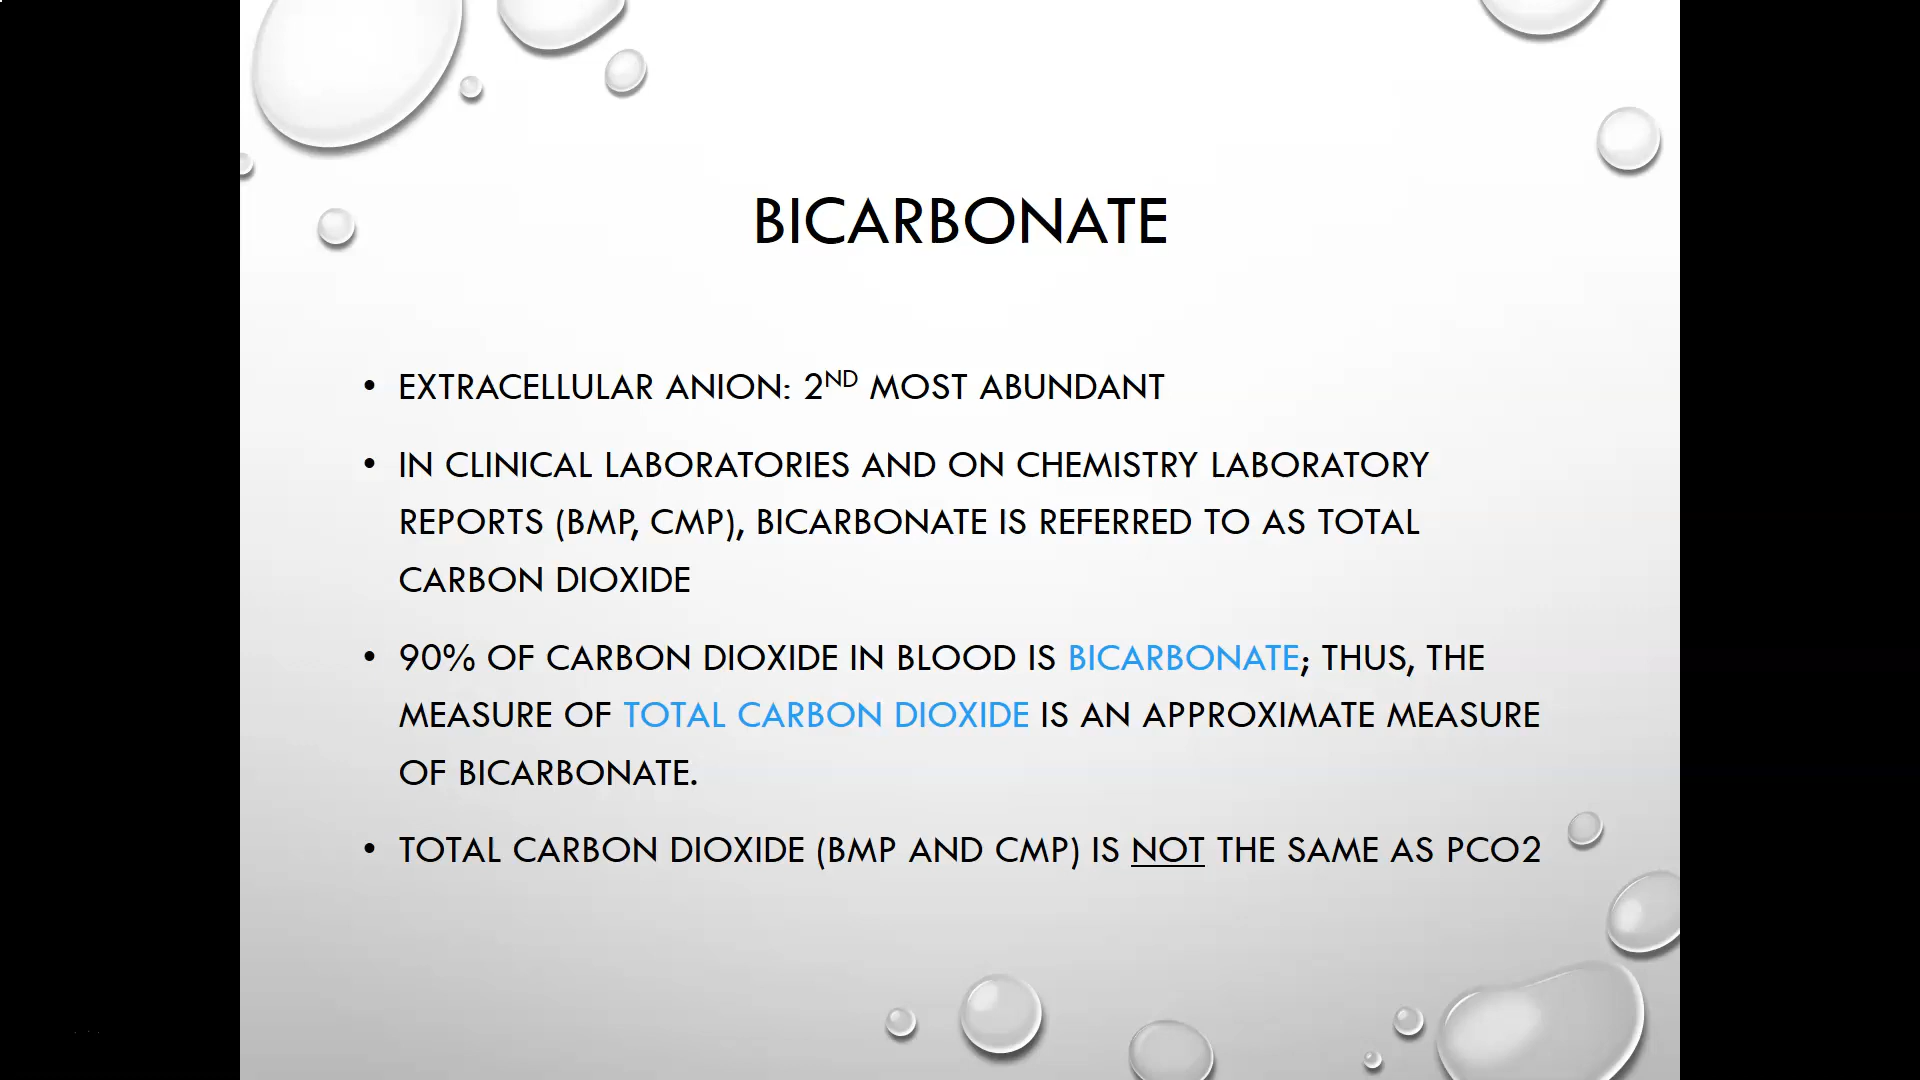 BICARBONATE
• EXTRACELLULAR ANION: 2ND MOST ABUNDANT
• IN CLINICAL LABORATORIES AND ON CHEMISTRY LABORATORY
REPORTS (BMP, CMP), BICARBONATE IS REFERRED TO AS TOTAL
CARBON DIOXIDE
• 90% OF CARBON DIOXIDE IN BLOOD IS BICARBONATE; THUS, THE
MEASURE OF TOTAL CARBON DIOXIDE IS AN APPROXIMATE MEASURE
OF BICARBONATE.
• TOTAL CARBON DIOXIDE (BMP AND CMP) IS NOT THE SAME AS PCO2